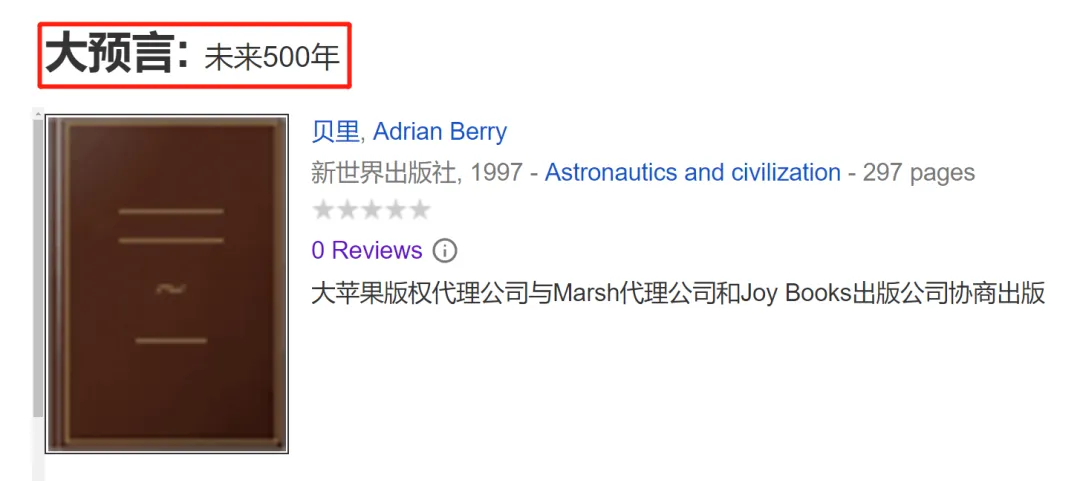 大预言: 未来500年
贝里, Adrian Berry
新世界出版社, 1997 - Astronautics and civilization - 297 pages
0 Reviews
大苹果版权代理公司与Marsh代理公司和Joy Books出版公司协商出版